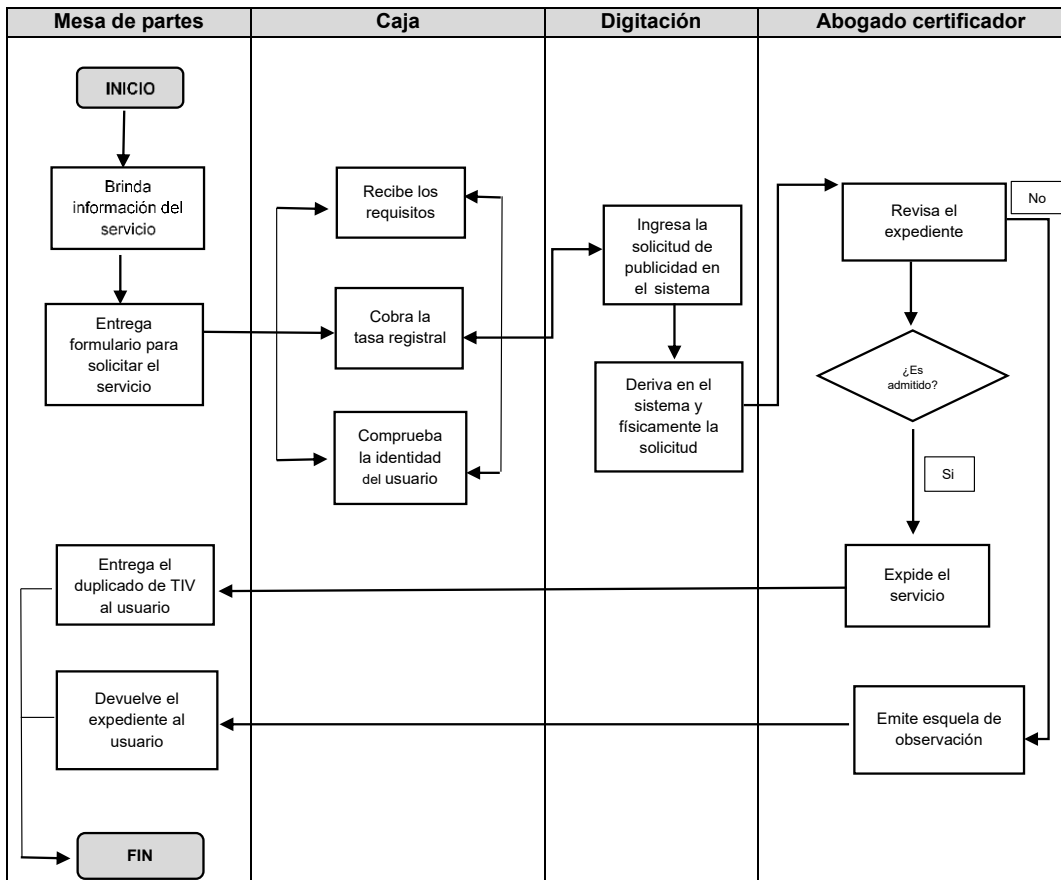 Mesa de partes
Caja
Digitación
Abogado certificador
INICIO
Brinda
información del
servicio
Entrega
formulario para
solicitar el
servicio
Recibe los
requisitos
Cobra la
tasa registral
Comprueba
la identidad
del usuario
Ingresa la
solicitud de
publicidad en
el sistema
Deriva en el
sistema y
físicamente la
solicitud
Revisa el
expediente
No
¿Es
admitido?
Si
Entrega el
duplicado de TIV
al usuario
Expide el
servicio
Devuelve el
expediente al
usuario
Emite esquela de
observación
FIN